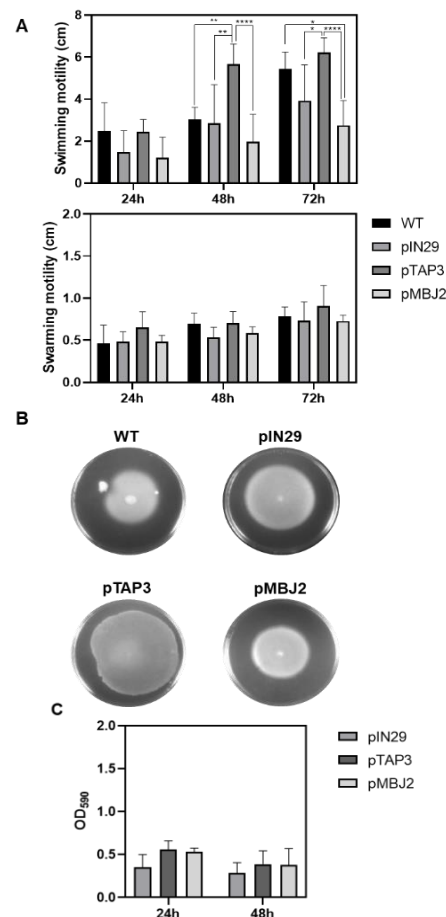 A
Swimming motility (cm)
8
6
4
2
0
** **** * ****
** *
24h 48h 72h
Swarming motility (cm)
2.0
1.5
1.0
0.5
0.0
24h 48h 72h
WT
pIN29
pTAP3
pMBJ2
B
WT pIN29
pTAP3 pMBJ2
C
OD590
2.0
1.5
1.0
0.5
0.0
24h 48h
pIN29
pTAP3
pMBJ2